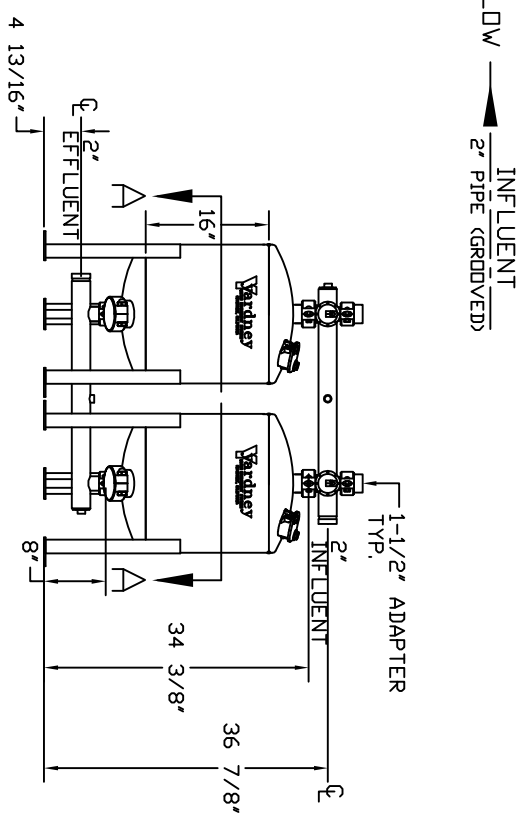 LOW
INFLUENT
2" PIPE (GROOVED)
1-1/2" ADAPTER
TYP.
2"
INFLUENT
16"
Yardney
Yardney
A
A
2"
EFFLUENT
℄
4 13/16"
8"
34 3/8"
36 7/8"
℄